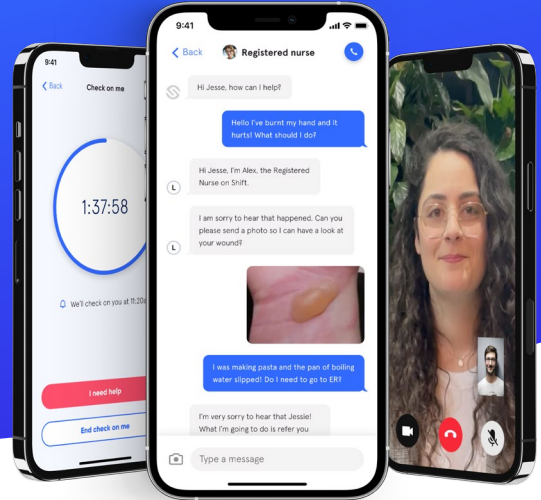 9:41
Back
Check on me
1:37:58
We'll check on you at 11:20a
I need help
End check on me
9:41
Back
Registered nurse
Hi Jesse, how can I help?
Hello I've burnt my hand and it
hurts! What should I do?
Hi Jesse, I'm Alex, the Registered
Nurse on Shift.
L
I am sorry to hear that happened. Can you
please send a photo so I can have a look at
your wound?
L
I was making pasta and the pan of boiling
water slipped! Do I need to go to ER?
I'm very sorry to hear that Jessie!
What I'm going to do is refer you
Type a message